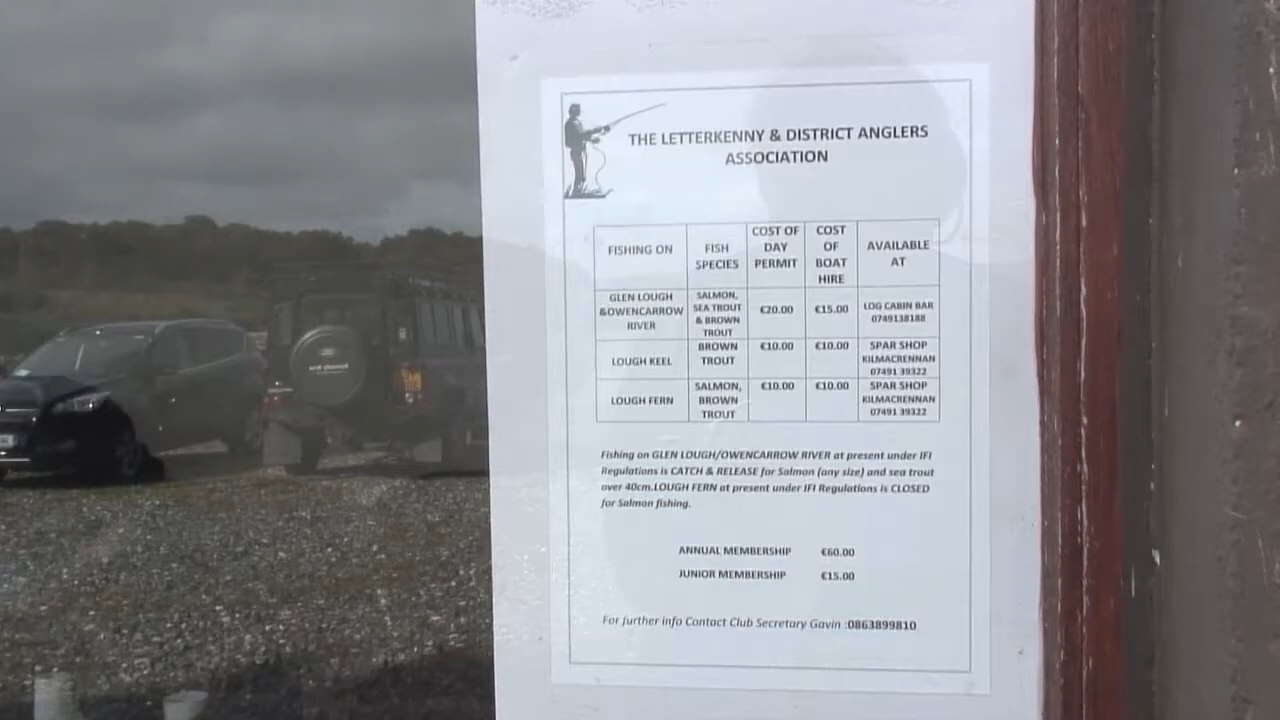 THE LETTERKENNY & DISTRICT ANGLERS
ASSOCIATION
FISHING ON
FISH
SPECIES
COST OF
DAY
PERMIT
COST
OF
BOAT
HIRE
AVAILABLE
AT
GLEN LOUGH
&OWENCARROW
RIVER
SALMON,
SEA TROUT
& BROWN
TROUT
€20.00
€15.00
LOG CABIN BAR
0749138188
LOUGH KEEL
BROWN
TROUT
€10.00
€10.00
SPAR SHOP
KILMACRENNAN
07491 39322
LOUGH FERN
SALMON,
BROWN
TROUT
€10.00
€10.00
SPAR SHOP
KILMACRENNAN
07491 39322
Fishing on GLEN LOUGH/OWENCARROW RIVER at present under IFI
Regulations is CATCH & RELEASE for Salmon (any size) and sea trout
over 40cm.LOUGH FERN at present under IFI Regulations is CLOSED
for Salmon fishing.
ANNUAL MEMBERSHIP €60.00
JUNIOR MEMBERSHIP €15.00
For further info Contact Club Secretary Gavin :0863899810